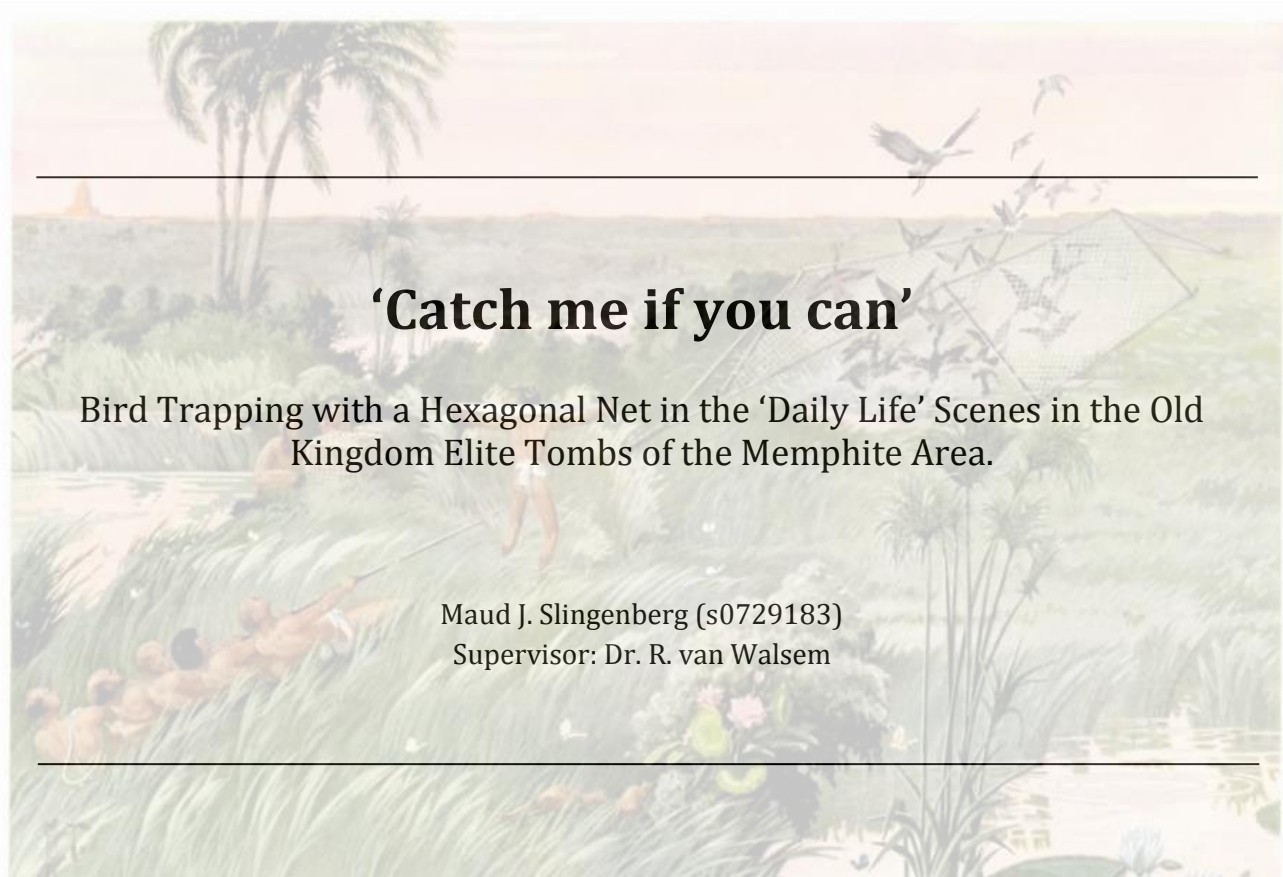 ‘Catch me if you can’
Bird Trapping with a Hexagonal Net in the ‘Daily Life’ Scenes in the Old
Kingdom Elite Tombs of the Memphite Area.
Maud J. Slingenberg (s0729183)
Supervisor: Dr. R. van Walsem